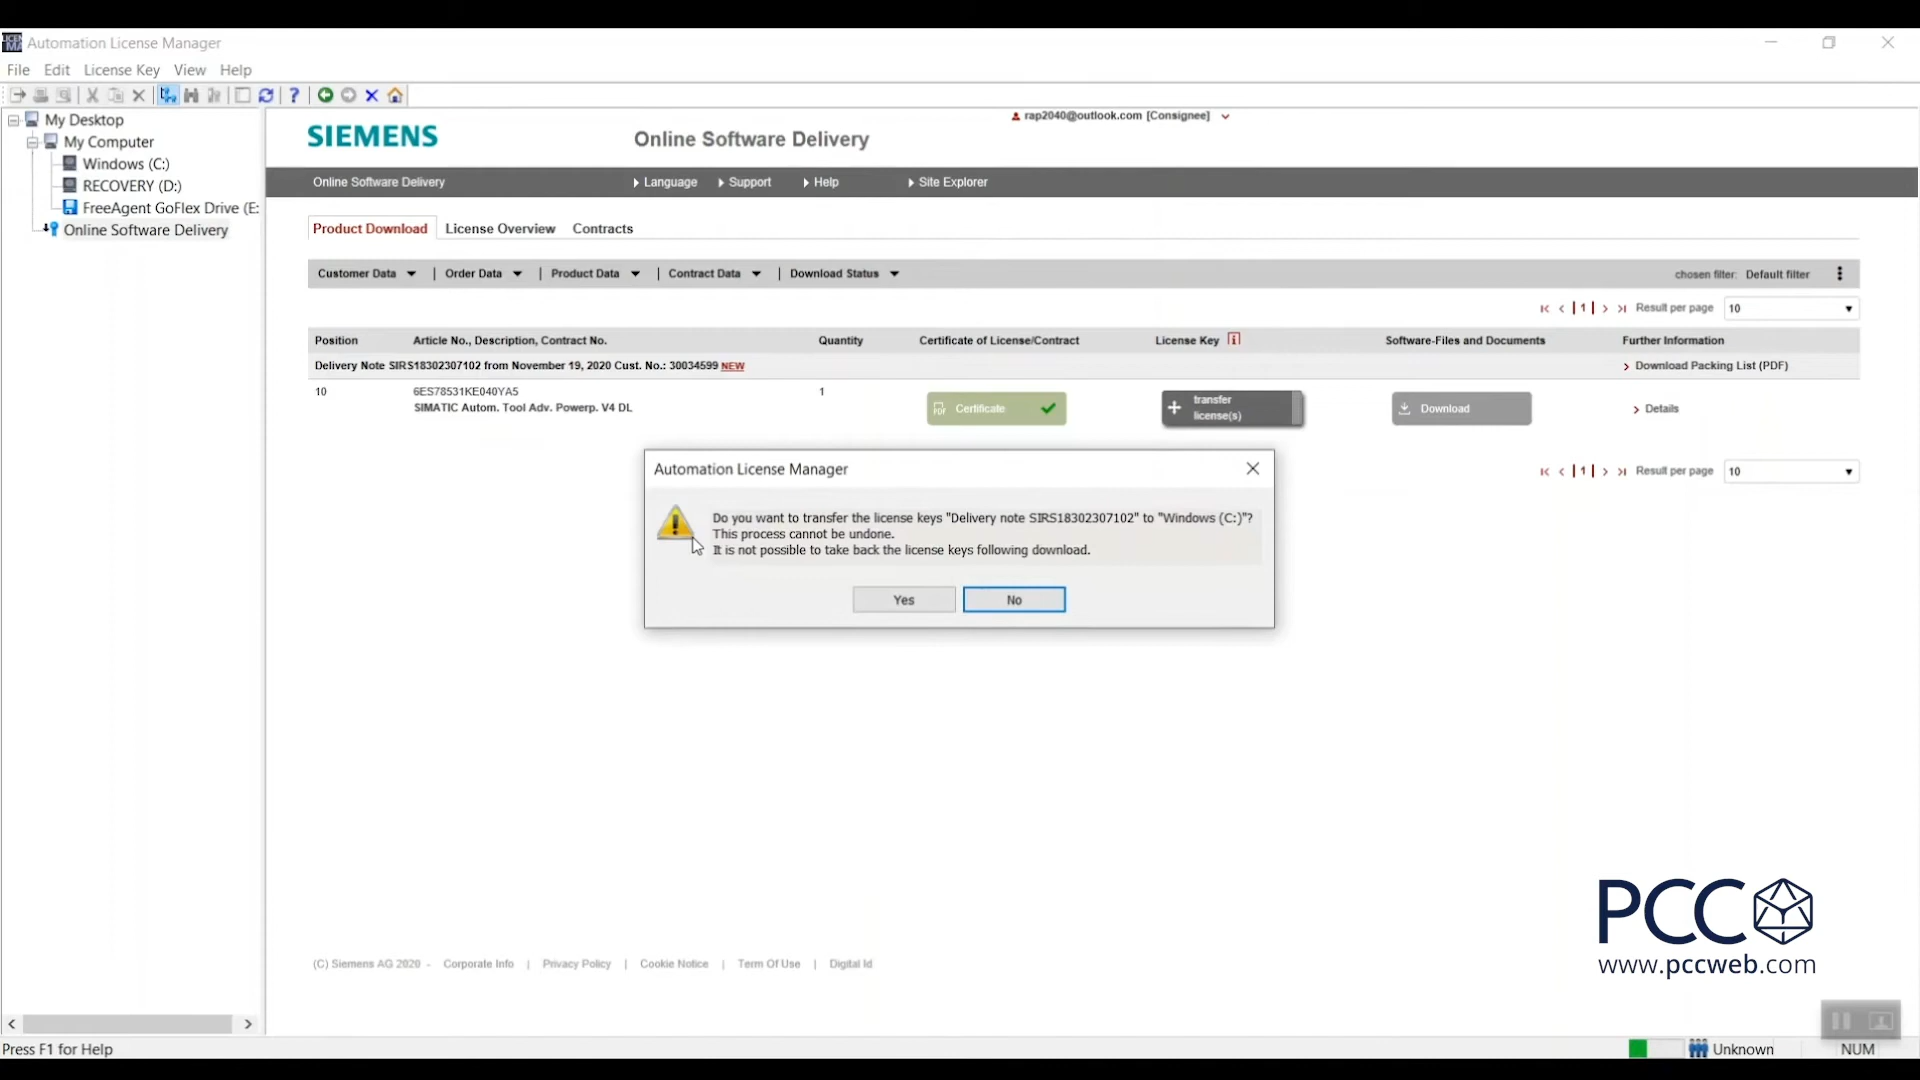 Automation License Manager
File Edit License Key View Help
My Desktop
My Computer
Windows (C:)
RECOVERY (D:)
FreeAgent GoFlex Drive (E:
Online Software Delivery
SIEMENS
Online Software Delivery
rap2040@outlook.com [Consignee]
Online Software Delivery Language Support Help Site Explorer
Product Download License Overview Contracts
Customer Data | Order Data | Product Data | Contract Data | Download Status chosen filter: Default filter
| 1 | Result per page 10
Position Article No., Description, Contract No. Quantity Certificate of License/Contract License Key Software-Files and Documents Further Information
Delivery Note SIRS18302307102 from November 19, 2020 Cust. No.: 30034599 NEW Download Packing List (PDF)
10 6ES78531KE040YA5 1
SIMATIC Autom. Tool Adv. Powerp. V4 DL
PDF Certificate
transfer
license(s)
Download
Details
| 1 | Result per page 10
Automation License Manager
Do you want to transfer the license keys "Delivery note SIRS18302307102" to "Windows (C:)"?
This process cannot be undone.
It is not possible to take back the license keys following download.
Yes No
PCC
www.pccweb.com
(C) Siemens AG 2020 - Corporate Info | Privacy Policy | Cookie Notice | Term Of Use | Digital Id
Press F1 for Help Unknown NUM